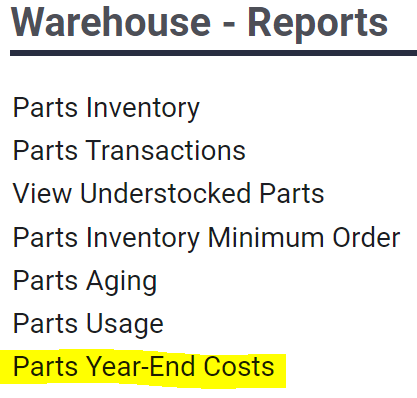 Warehouse - Reports
Parts Inventory
Parts Transactions
View Understocked Parts
Parts Inventory Minimum Order
Parts Aging
Parts Usage
Parts Year-End Costs